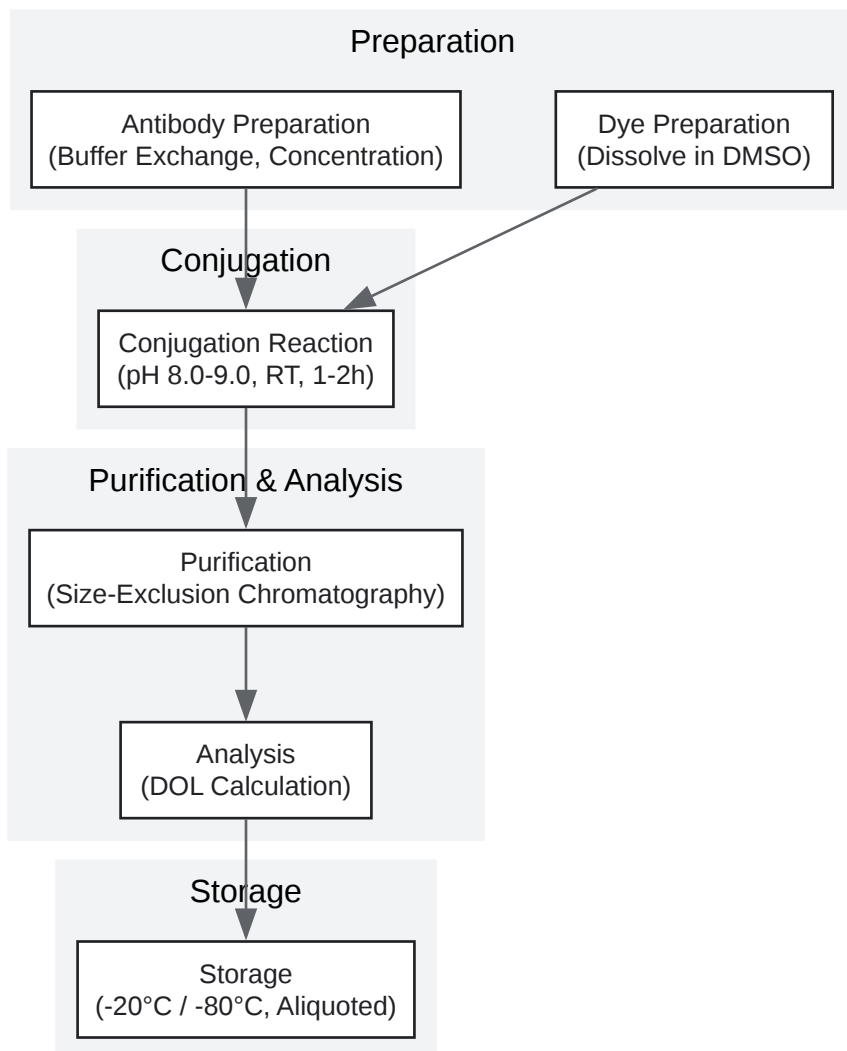 Preparation
Antibody Preparation
(Buffer Exchange, Concentration)
Dye Preparation
(Dissolve in DMSO)
Conjugation
Conjugation Reaction
(pH 8.0-9.0, RT, 1-2h)
Purification & Analysis
Purification
(Size-Exclusion Chromatography)
Analysis
(DOL Calculation)
Storage
Storage
(-20°C / -80°C, Aliquoted)